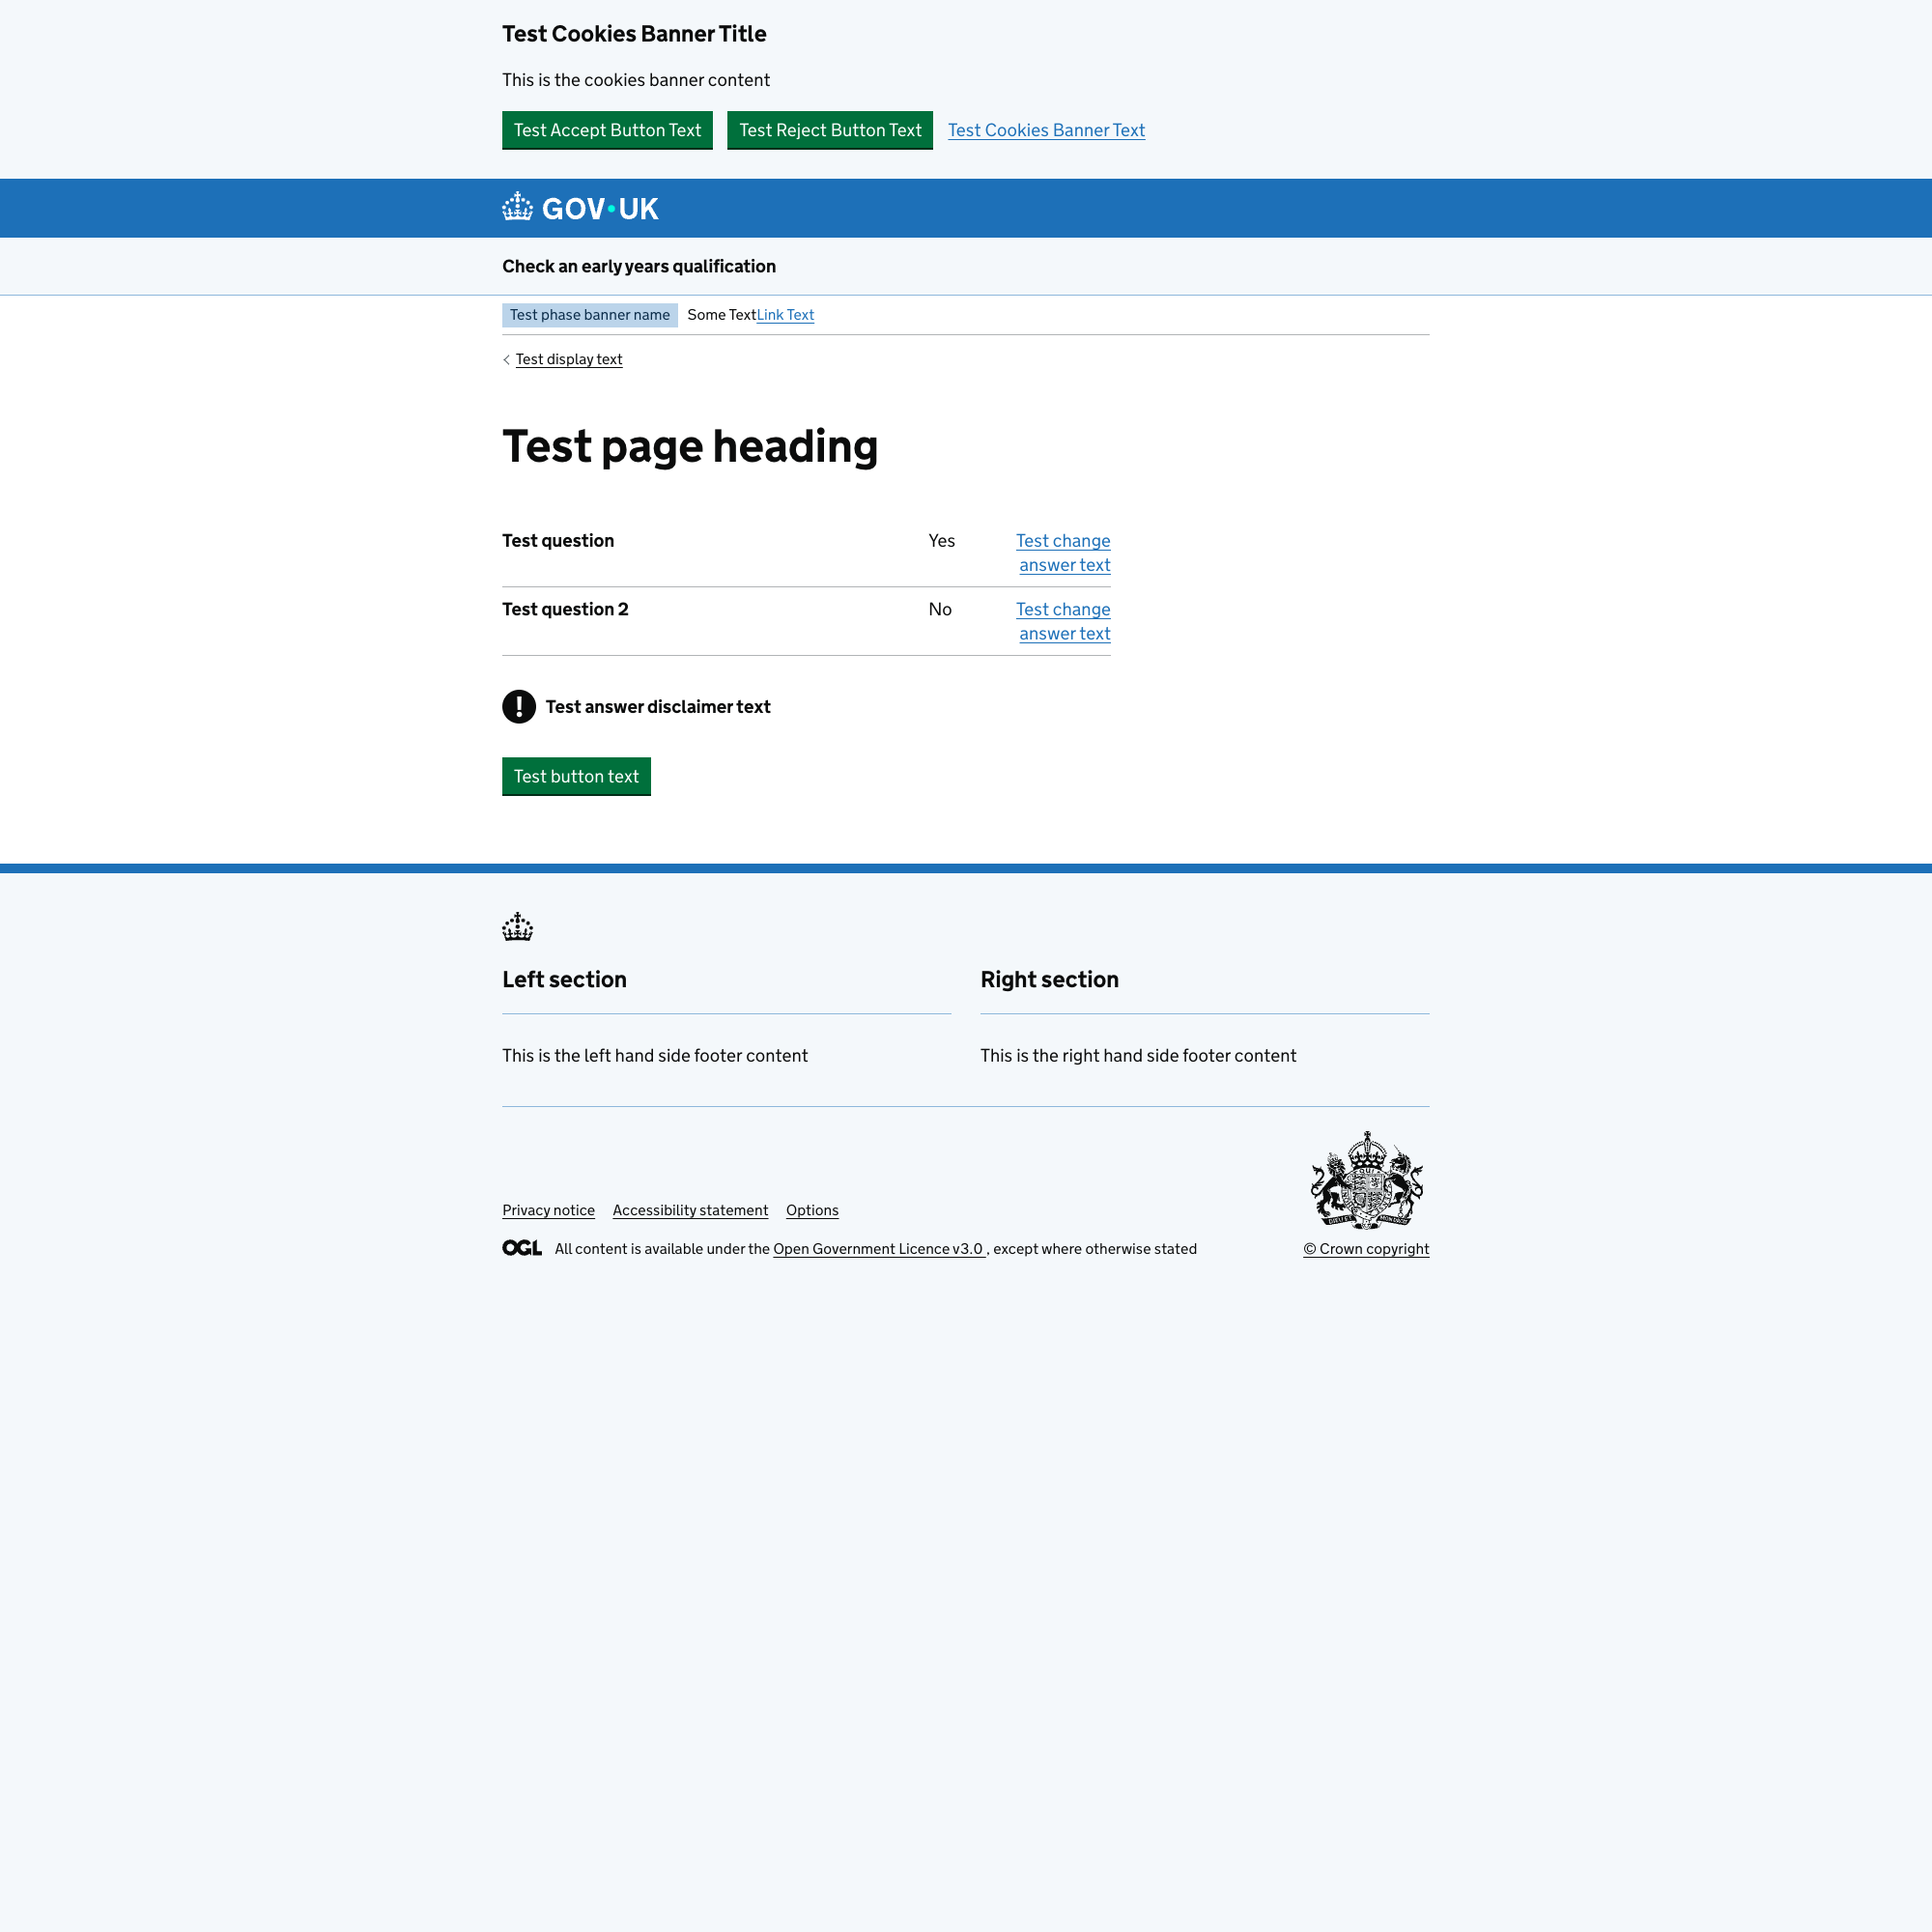 Test Cookies Banner Title
This is the cookies banner content
Test Accept Button Text Test Reject Button Text Test Cookies Banner Text
GOV·UK
Check an early years qualification
Test phase banner name Some TextLink Text
Test display text
Test page heading
Test question Yes Test change
answer text
Test question 2 No Test change
answer text
! Test answer disclaimer text
Test button text
Left section
Right section
This is the left hand side footer content
This is the right hand side footer content
Privacy notice Accessibility statement Options
OGL All content is available under the Open Government Licence v3.0 , except where otherwise stated
© Crown copyright